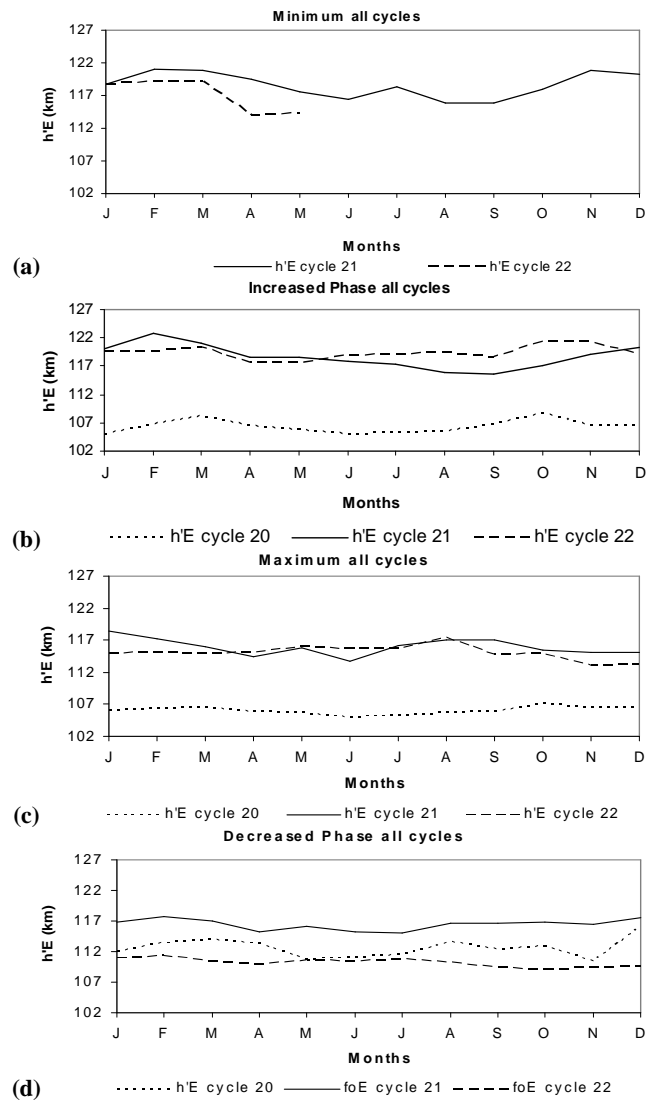 Minimum all cycles
127
122
117
112
107
102
h'E (km)
J F M A M J J A S O N D
Months
(a)
h'E cycle 21 h'E cycle 22
Increased Phase all cycles
127
122
117
112
107
102
h'E (km)
J F M A M J J A S O N D
Months
(b)
h'E cycle 20 h'E cycle 21 h'E cycle 22
Maximum all cycles
127
122
117
112
107
102
h'E (km)
J F M A M J J A S O N D
Months
(c)
h'E cycle 20 h'E cycle 21 h'E cycle 22
Decreased Phase all cycles
127
122
117
112
107
102
h'E (km)
J F M A M J J A S O N D
Months
(d)
h'E cycle 20 foE cycle 21 foE cycle 22